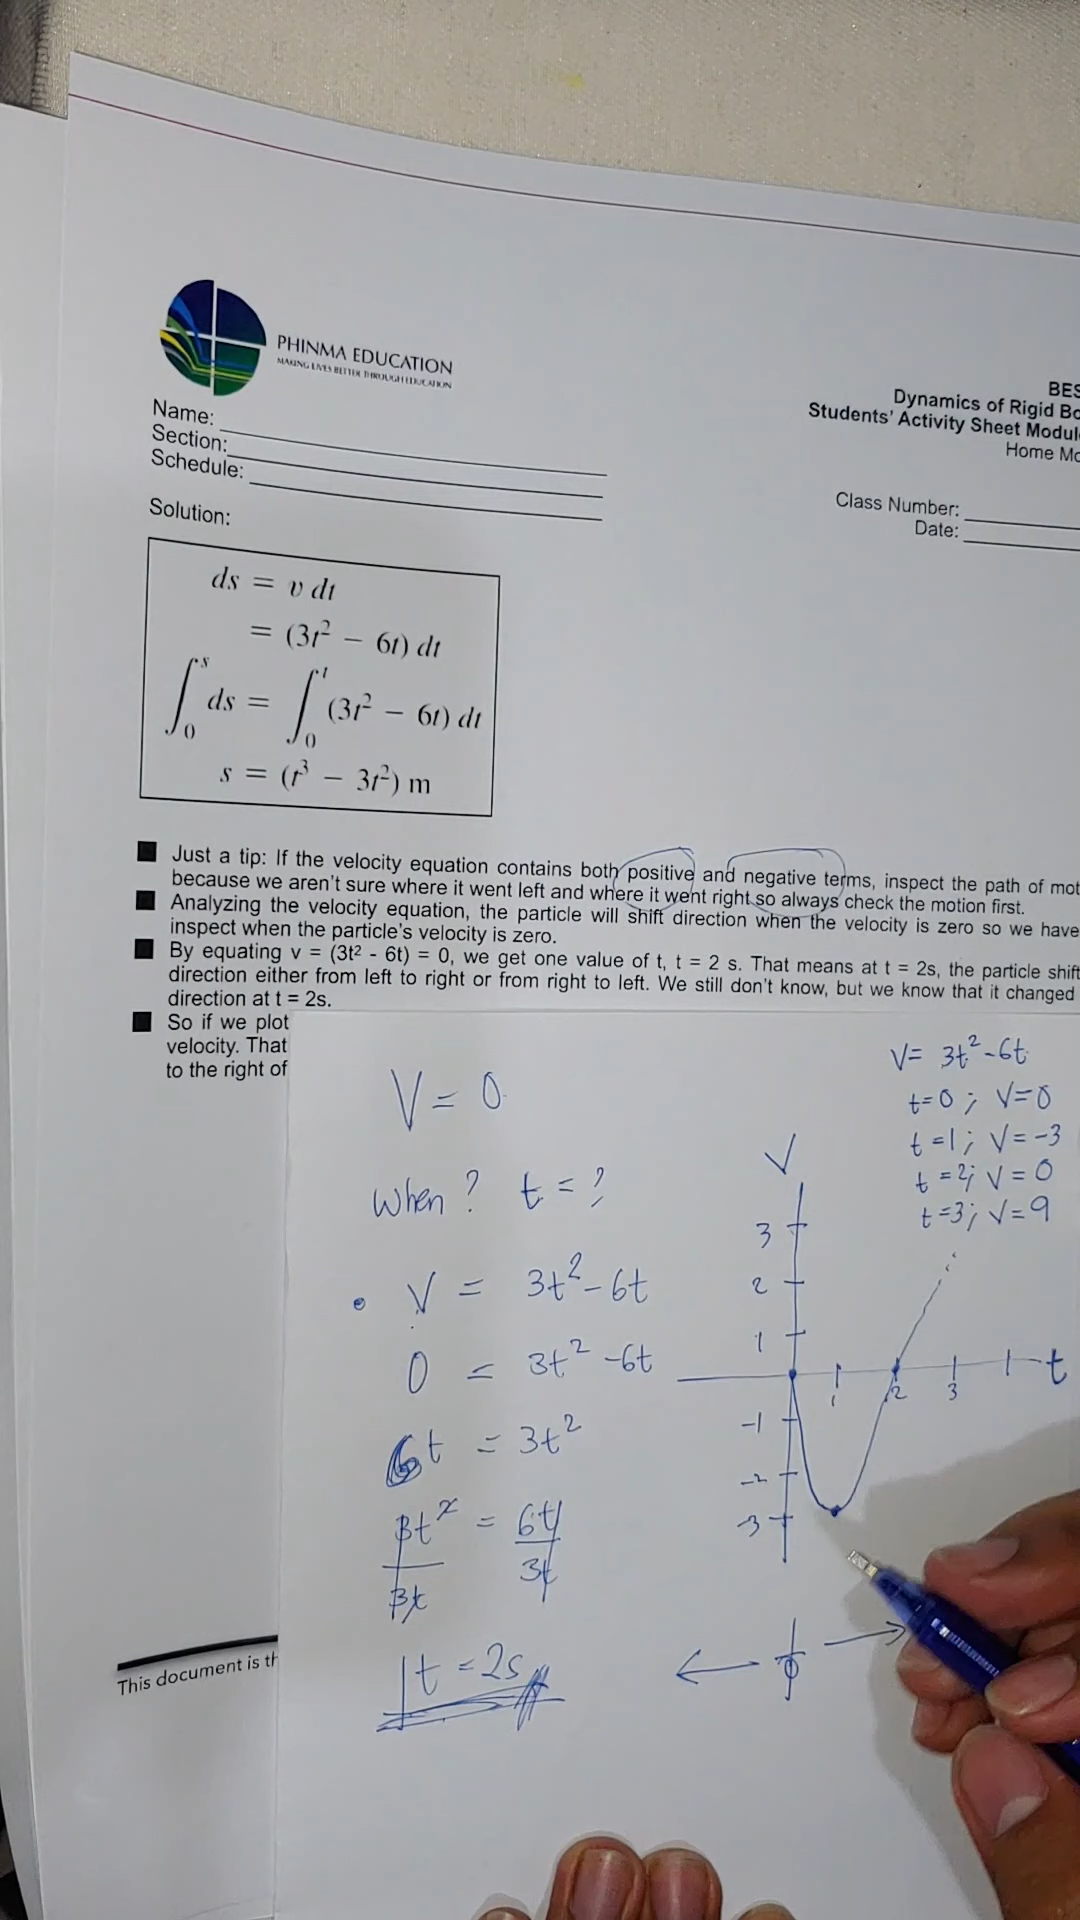 PHINMA EDUCATION
MAKING LIVES BETTER THROUGH EDUCATION
BES
Dynamics of Rigid Bo
Students' Activity Sheet Modul
Home Mo
Name:
Section:
Schedule:
Class Number:
Date:
Solution:
ds = v dt
= (3t² − 6t) dt
∫₀ˢ ds = ∫₀ᵗ (3t² − 6t) dt
s = (t³ − 3t²) m
Just a tip: If the velocity equation contains both positive and negative terms, inspect the path of mot
because we aren't sure where it went left and where it went right so always check the motion first.
Analyzing the velocity equation, the particle will shift direction when the velocity is zero so we have
inspect when the particle's velocity is zero.
By equating v = (3t² - 6t) = 0, we get one value of t, t = 2 s. That means at t = 2s, the particle shift
direction either from left to right or from right to left. We still don't know, but we know that it changed
direction at t = 2s.
So if we plot
velocity. That
to the right of
This document is th
V = 0
When? t = ?
V = 3t² - 6t
0 = 3t² - 6t
6t = 3t²
3t² = 6t
3t 3t
t = 2s
V= 3t²-6t
t=0; V=0
t=1; V=-3
t=2; V=0
t=3; V=9
V
3
2
1
1 2 3 t
-1
-2
-3
0